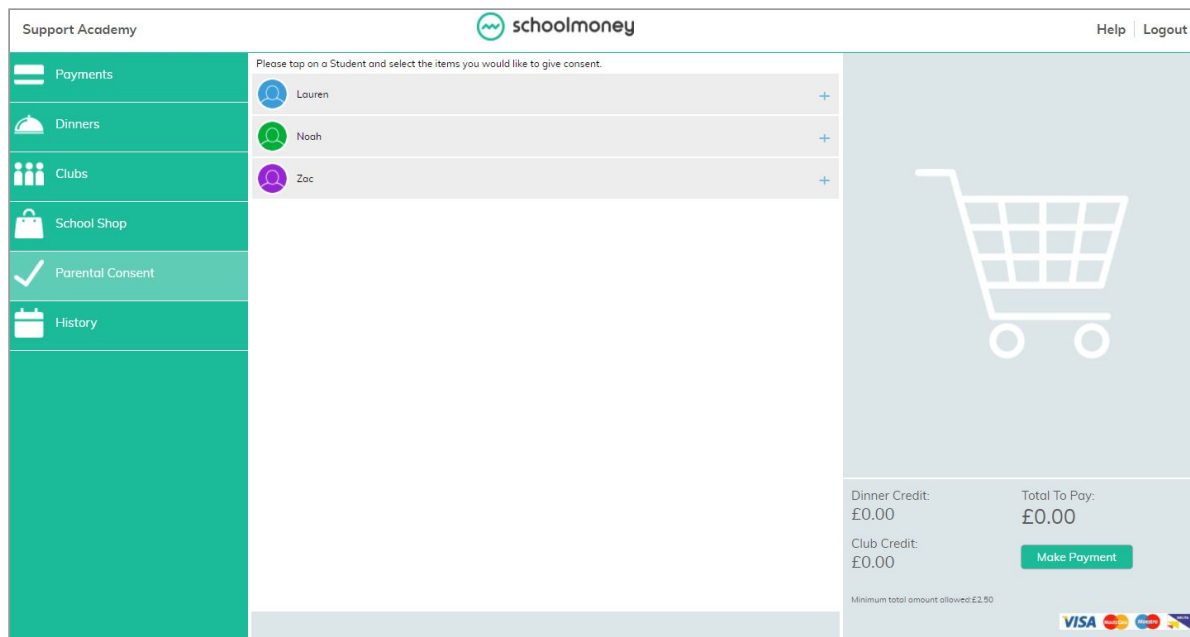 Support Academy
schoolmoney
Help
Logout
Payments
Dinners
Clubs
School Shop
Parental Consent
History
Please tap on a Student and select the items you would like to give consent.
Lauren +
Noah +
Zac +
Dinner Credit:
£0.00
Club Credit:
£0.00
Total To Pay:
£0.00
Make Payment
Minimum total amount allowed:£2.50
VISA
Maestro